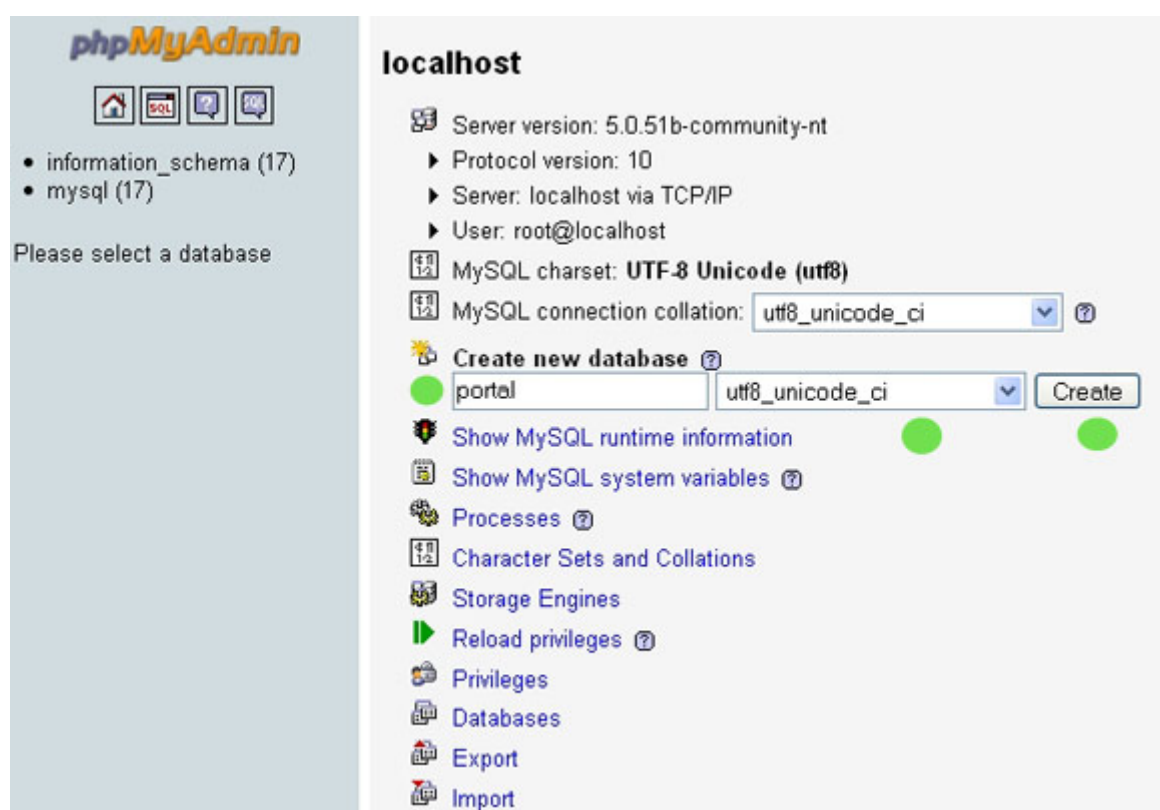 phpMyAdmin
SQL
SQL
information_schema (17)
mysql (17)
Please select a database
localhost
Server version: 5.0.51b-community-nt
Protocol version: 10
Server: localhost via TCP/IP
User: root@localhost
MySQL charset: UTF-8 Unicode (utf8)
MySQL connection collation: utf8_unicode_ci
Create new database
portal utf8_unicode_ci Create
Show MySQL runtime information
Show MySQL system variables
Processes
Character Sets and Collations
Storage Engines
Reload privileges
Privileges
Databases
Export
Import